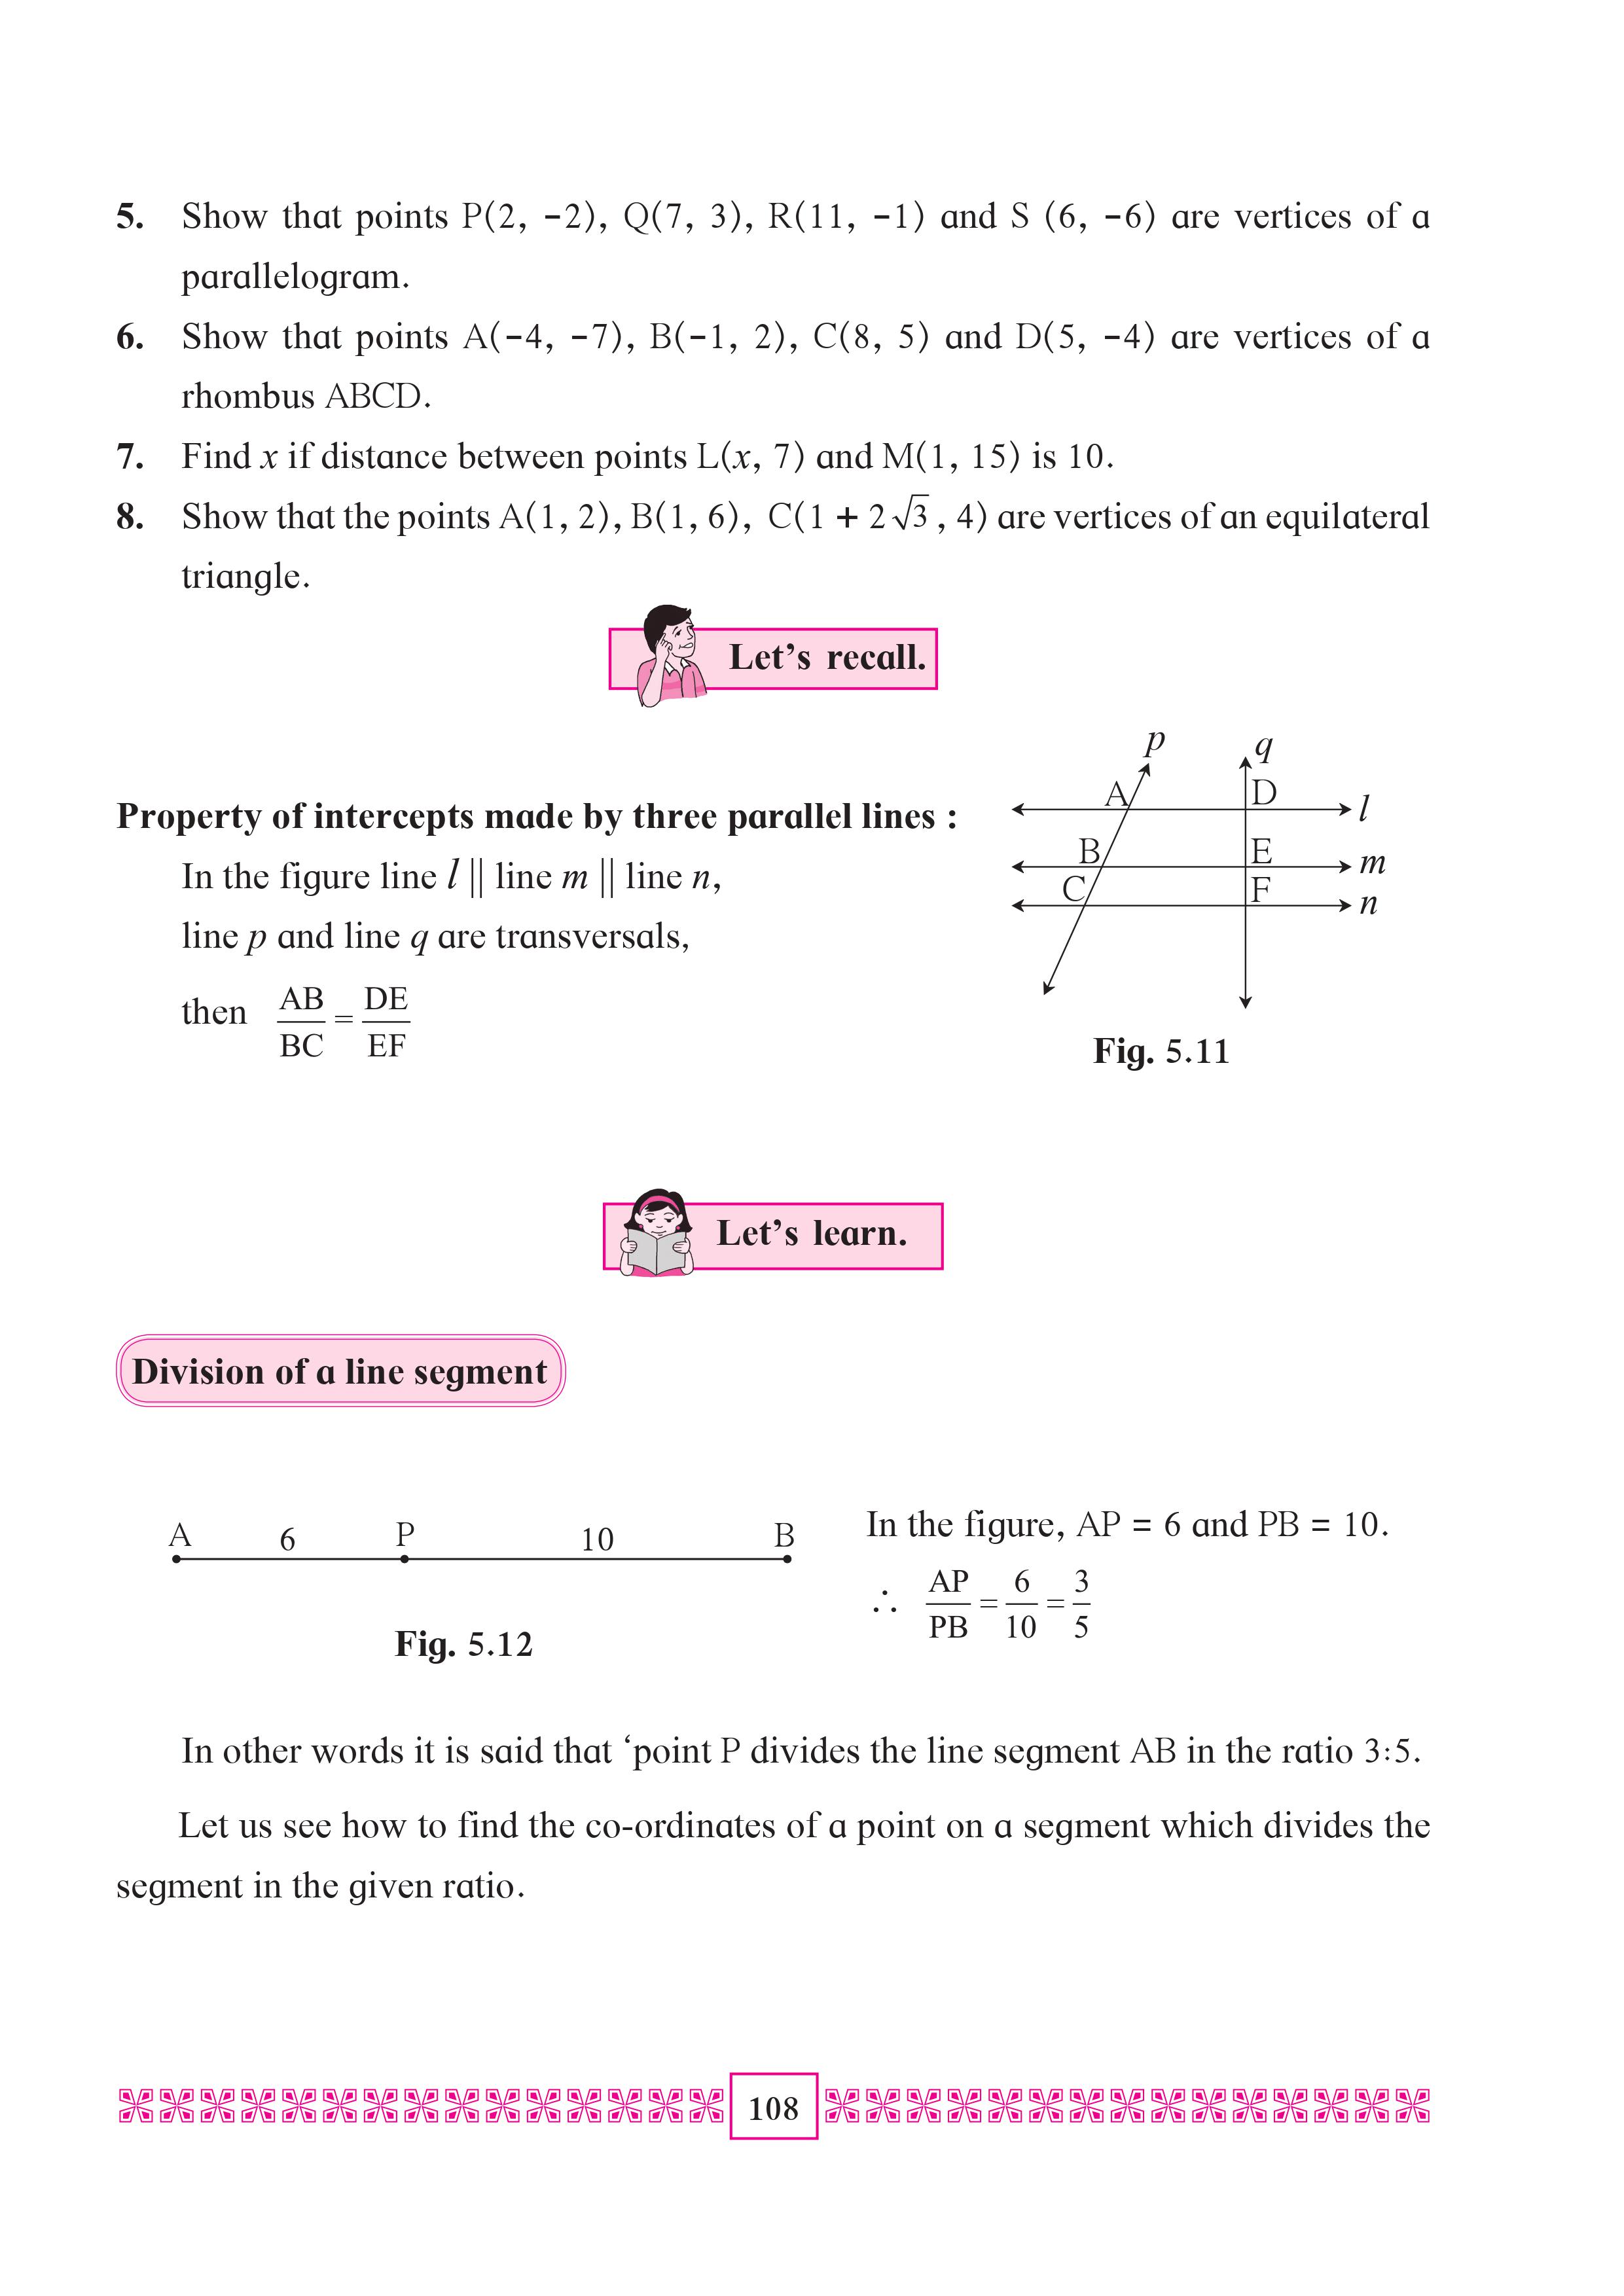 5. Show that points P(2, -2), Q(7, 3), R(11, -1) and S (6, -6) are vertices of a
parallelogram.
6. Show that points A(-4, -7), B(-1, 2), C(8, 5) and D(5, -4) are vertices of a
rhombus ABCD.
7. Find x if distance between points L(x, 7) and M(1, 15) is 10.
8. Show that the points A(1, 2), B(1, 6), C(1 + 2√3, 4) are vertices of an equilateral
triangle.
Let's recall.
Property of intercepts made by three parallel lines :
In the figure line l || line m || line n,
line p and line q are transversals,
then AB/BC = DE/EF
p q
A D l
B E m
C F n
Fig. 5.11
Let's learn.
Division of a line segment
A 6 P 10 B
Fig. 5.12
In the figure, AP = 6 and PB = 10.
∴ AP/PB = 6/10 = 3/5
In other words it is said that ‘point P divides the line segment AB in the ratio 3:5.
Let us see how to find the co-ordinates of a point on a segment which divides the
segment in the given ratio.
108